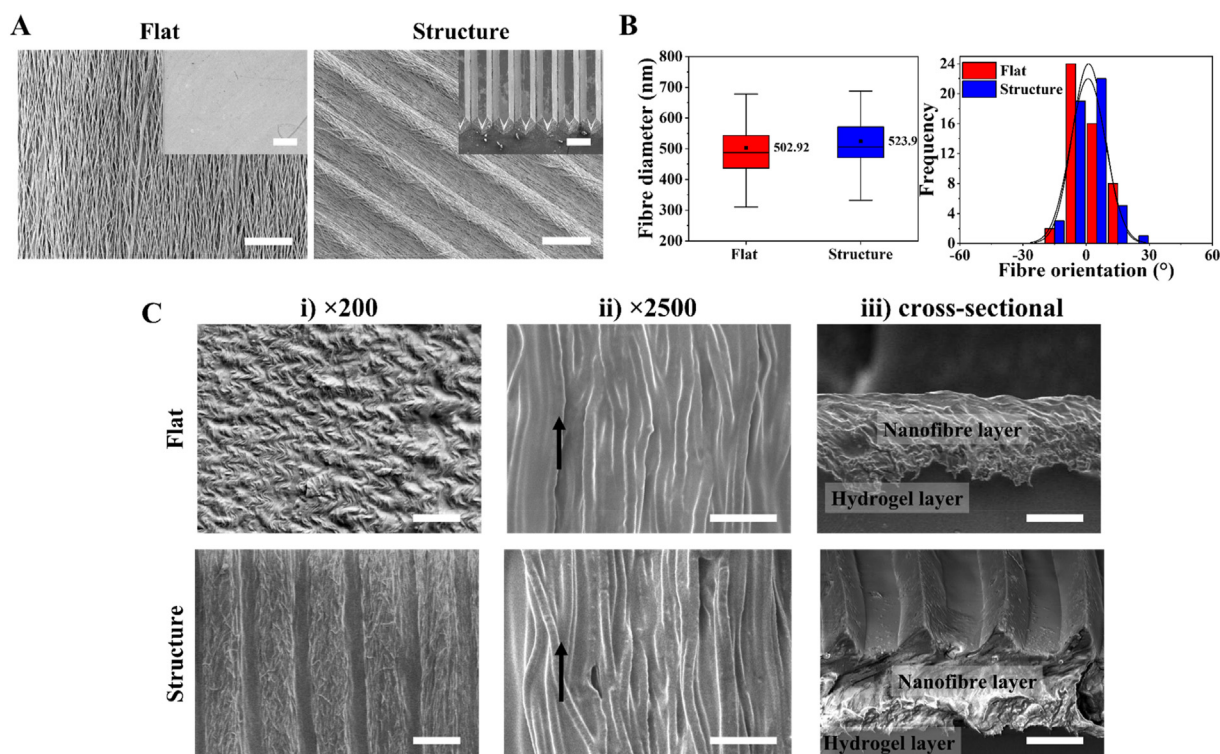 A
Flat
Structure
B
Fibre diameter (nm)
800
700
600
500
400
300
200
502.92
523.9
Flat
Structure
Frequency
24
20
16
12
8
4
0
Flat
Structure
-60
-30
0
30
60
Fibre orientation (°)
C
i) ×200
ii) ×2500
iii) cross-sectional
Flat
Nanofibre layer
Hydrogel layer
Structure
Nanofibre layer
Hydrogel layer